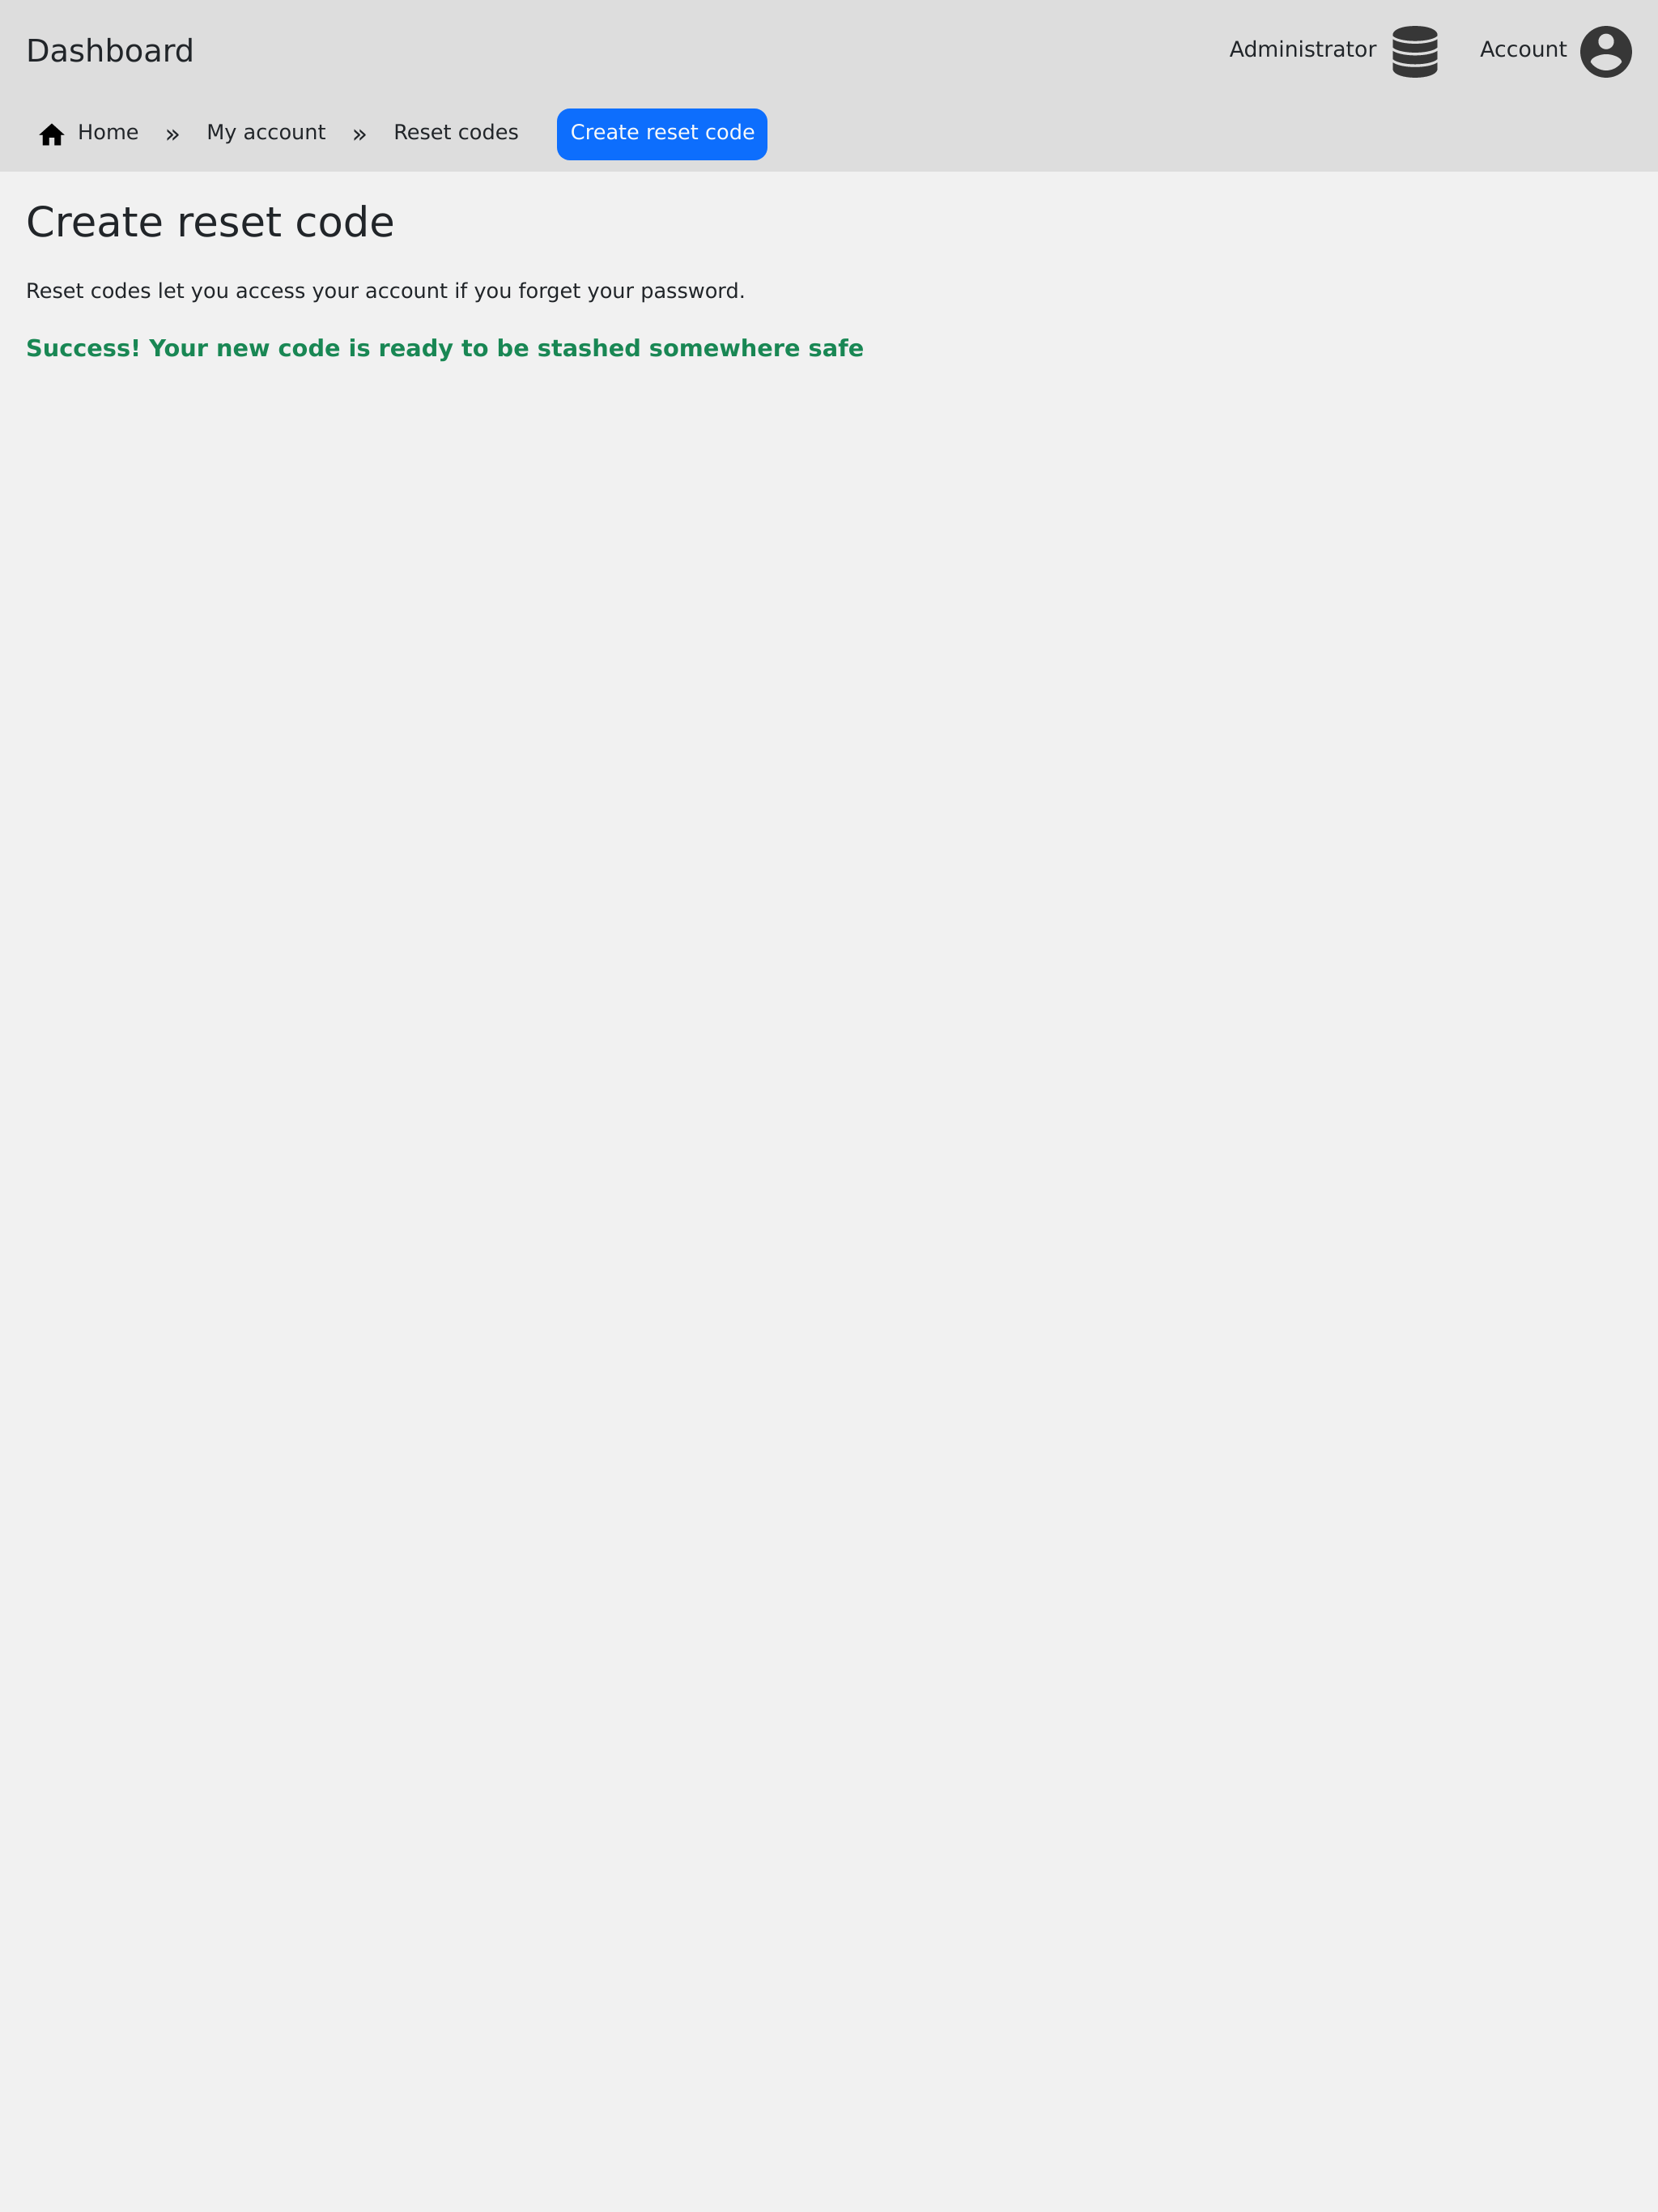 Dashboard
Administrator
Account
Home » My account » Reset codes Create reset code
Create reset code
Reset codes let you access your account if you forget your password.
Success! Your new code is ready to be stashed somewhere safe